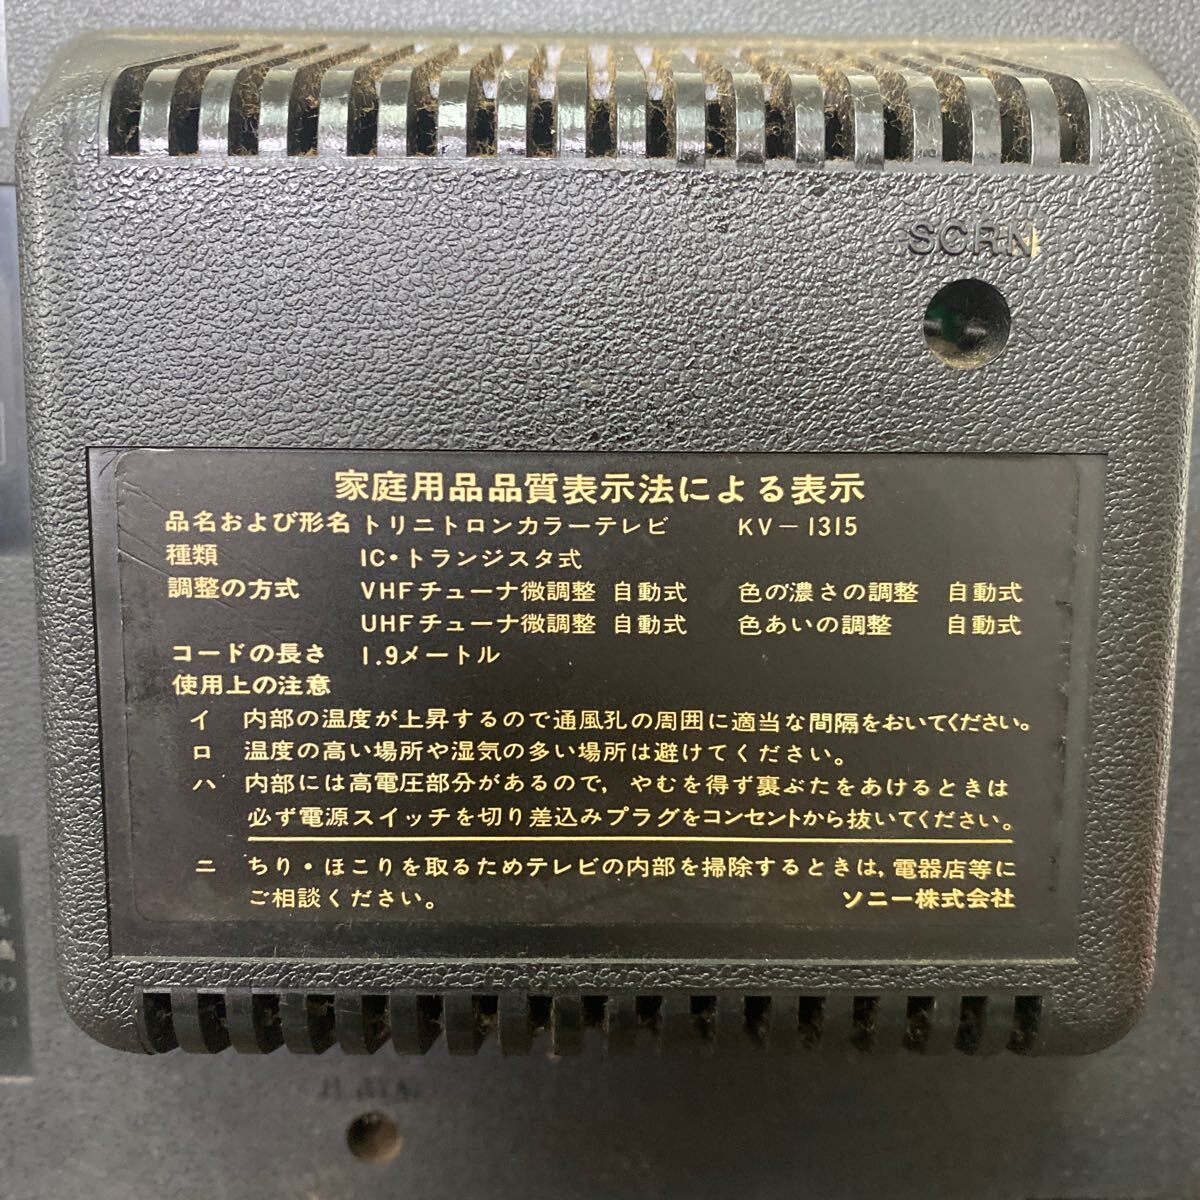 SCRN
家庭用品品質表示法による表示
品名および形名 トリニトロンカラーテレビ KV-1315
種類 IC・トランジスタ式
調整の方式 VHFチューナ微調整 自動式 色の濃さの調整 自動式
UHFチューナ微調整 自動式 色あいの調整 自動式
コードの長さ 1.9メートル
使用上の注意
イ 内部の温度が上昇するので通風孔の周囲に適当な間隔をおいてください。
ロ 温度の高い場所や湿気の多い場所は避けてください。
ハ 内部には高電圧部分があるので,やむを得ず裏ぶたをあけるときは
必ず電源スイッチを切り差込みプラグをコンセントから抜いてください。
ニ ちり・ほこりを取るためテレビの内部を掃除するときは,電器店等に
ご相談ください。 ソニー株式会社